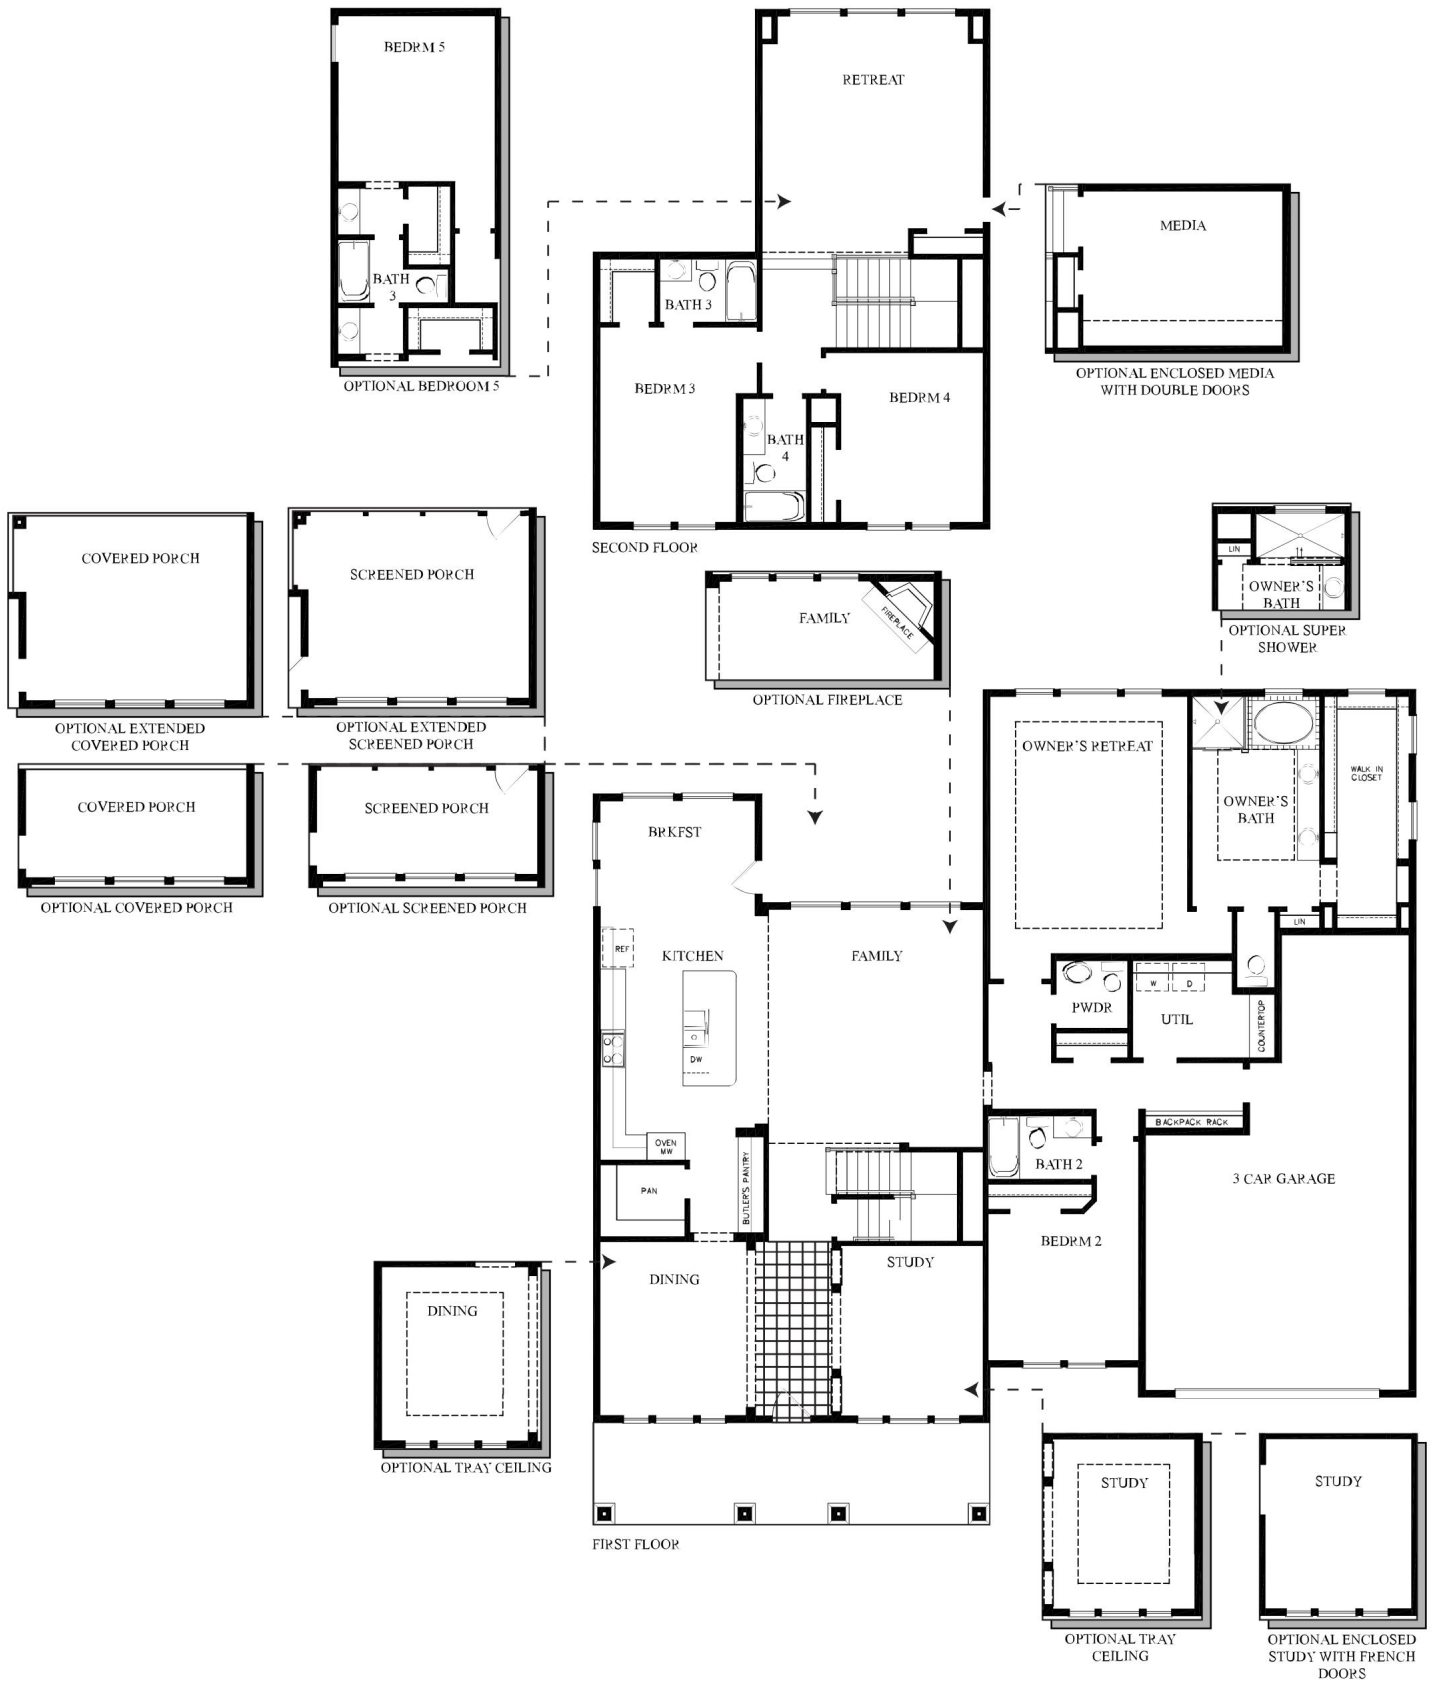 BEDRM 5
BATH
3
OPTIONAL BEDROOM 5
RETREAT
BATH 3
BEDRM 3
BEDRM 4
BATH
4
SECOND FLOOR
MEDIA
OPTIONAL ENCLOSED MEDIA
WITH DOUBLE DOORS
COVERED PORCH
OPTIONAL EXTENDED
COVERED PORCH
SCREENED PORCH
OPTIONAL EXTENDED
SCREENED PORCH
FAMILY
FIREPLACE
OPTIONAL FIREPLACE
LIN
OWNER'S
BATH
OPTIONAL SUPER
SHOWER
COVERED PORCH
OPTIONAL COVERED PORCH
SCREENED PORCH
OPTIONAL SCREENED PORCH
OWNER'S RETREAT
OWNER'S
BATH
WALK IN
CLOSET
LIN
BRKFST
REF
KITCHEN
DW
FAMILY
PWDR
W
D
UTIL
COUNTERTOP
OVEN
MW
PAN
BUTLER'S PANTRY
BACKPACK RACK
BATH 2
3 CAR GARAGE
BEDRM 2
DINING
STUDY
DINING
OPTIONAL TRAY CEILING
FIRST FLOOR
STUDY
OPTIONAL TRAY
CEILING
STUDY
OPTIONAL ENCLOSED
STUDY WITH FRENCH
DOORS